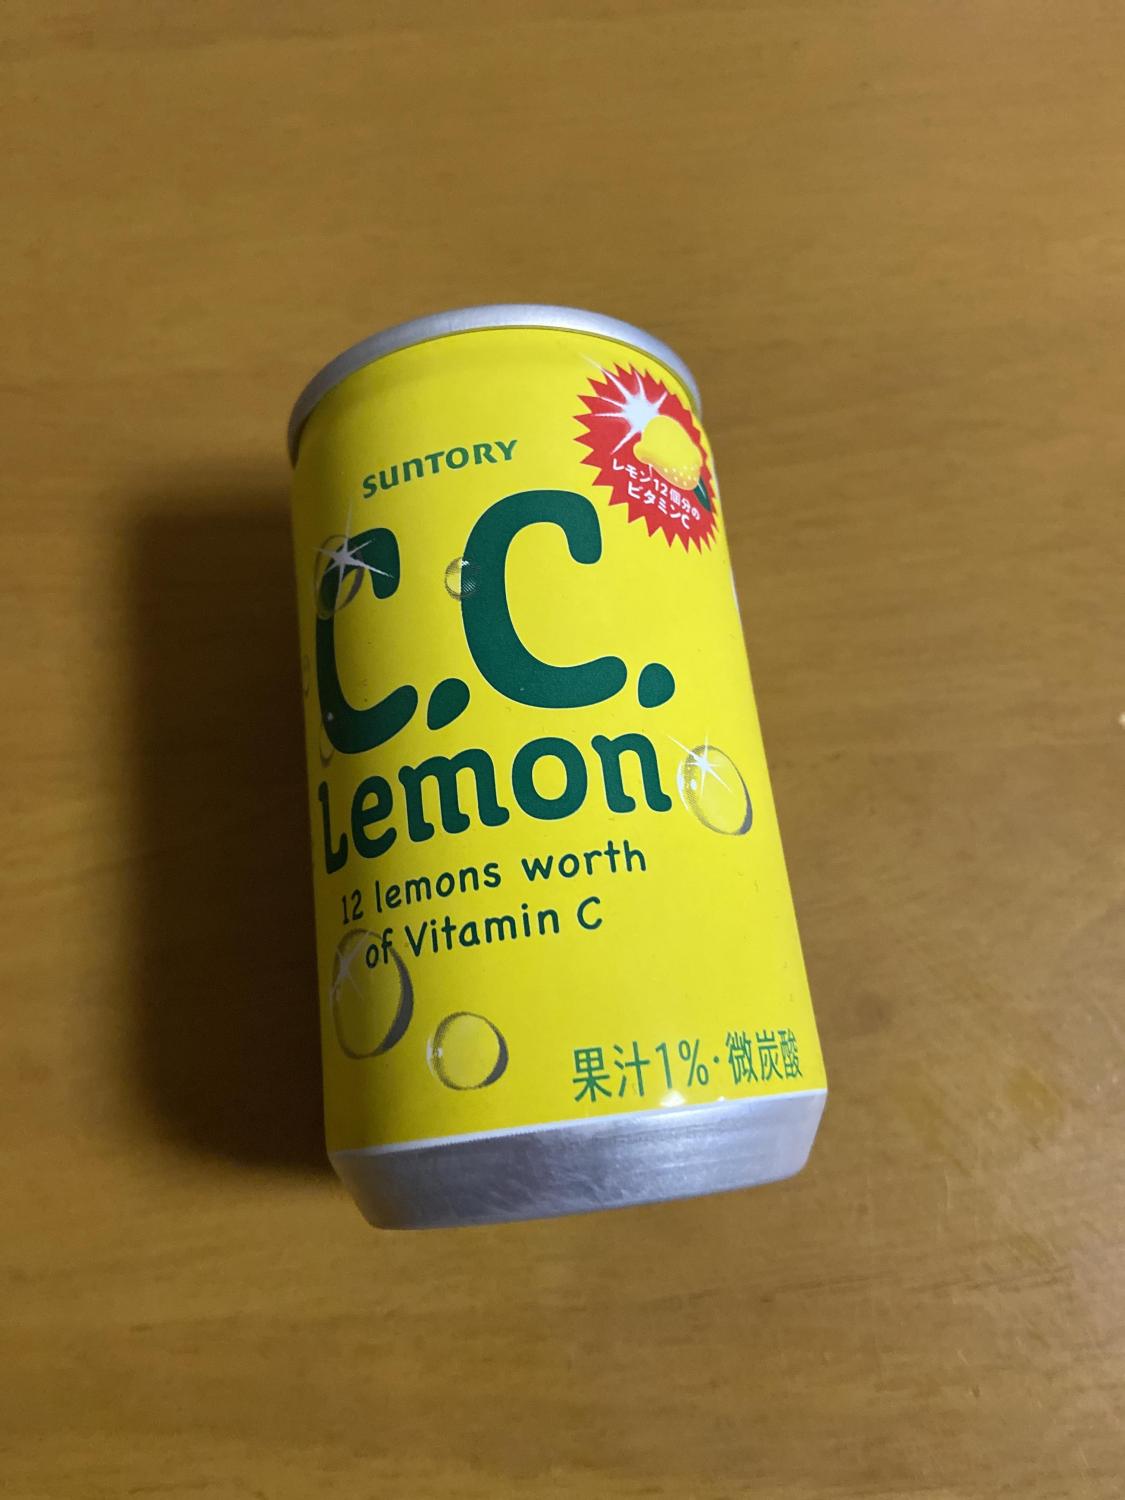 SUNTORY
レモン12個分の
ビタミンC
C.C.
Lemon
12 lemons worth
of Vitamin C
果汁1%·微炭酸